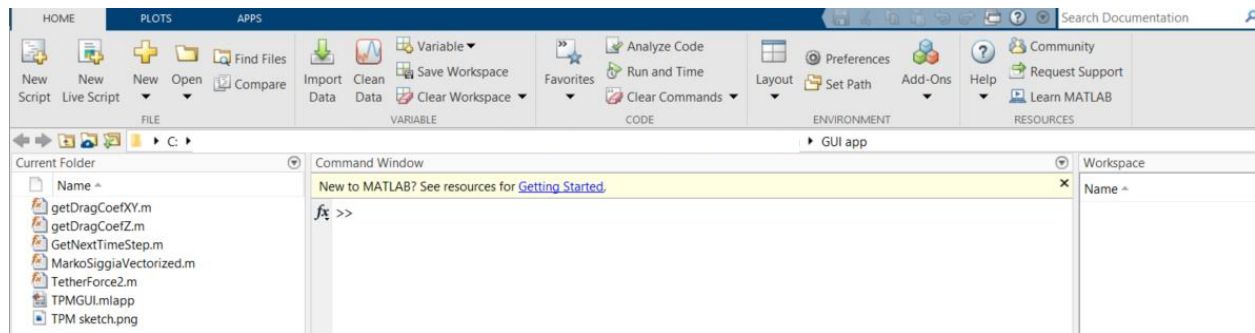 HOME PLOTS APPS Search Documentation
New Script
New Live Script
New
Open
Find Files
Compare
FILE
Import Data
Clean Data
Variable
Save Workspace
Clear Workspace
VARIABLE
Favorites
Analyze Code
Run and Time
Clear Commands
CODE
Layout
Preferences
Set Path
Add-Ons
ENVIRONMENT
Help
Community
Request Support
Learn MATLAB
RESOURCES
C: GUI app
Current Folder
Name
getDragCoefXY.m
getDragCoefZ.m
GetNextTimeStep.m
MarkoSiggiaVectorized.m
TetherForce2.m
TPMGUI.mlapp
TPM sketch.png
Command Window
New to MATLAB? See resources for Getting Started.
fx >>
Workspace
Name